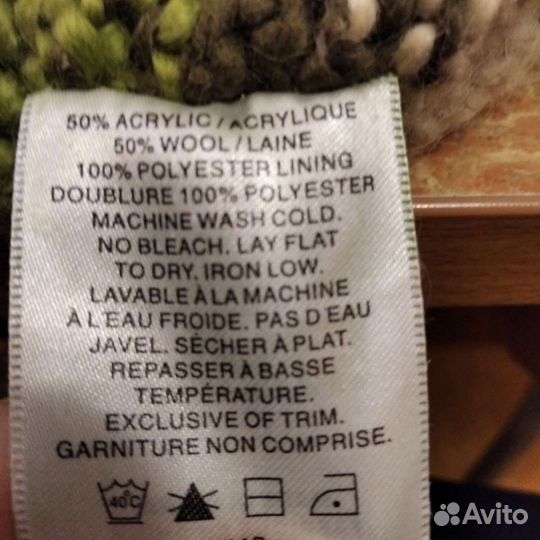 50% ACRYLIC / ACRYLIQUE
50% WOOL / LAINE
100% POLYESTER LINING
DOUBLURE 100% POLYESTER
MACHINE WASH COLD.
NO BLEACH. LAY FLAT
TO DRY. IRON LOW.
LAVABLE À LA MACHINE
À L'EAU FROIDE. PAS D'EAU
JAVEL. SÉCHER À PLAT.
REPASSER À BASSE
TEMPÉRATURE.
EXCLUSIVE OF TRIM.
GARNITURE NON COMPRISE.
40°C
Avito